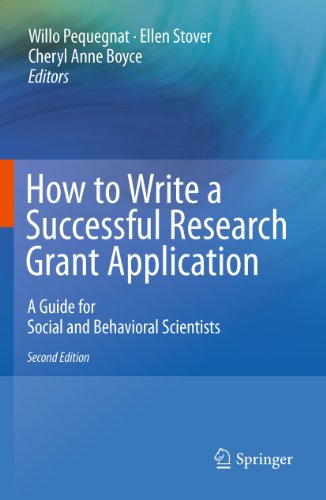 Willo Pequegnat · Ellen Stover
Cheryl Anne Boyce
Editors
How to Write a
Successful Research
Grant Application
A Guide for
Social and Behavioral Scientists
Second Edition
Springer